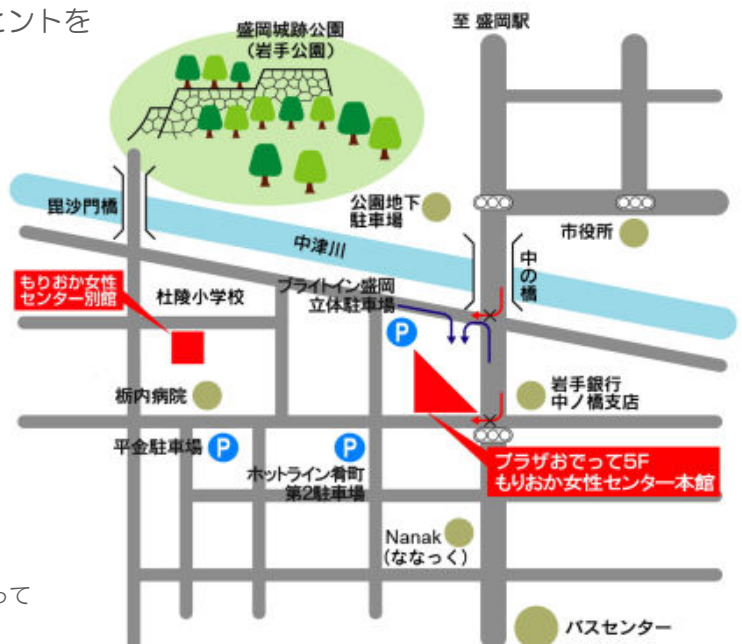 ヒントを
盛岡城跡公園
（岩手公園）
至 盛岡駅
毘沙門橋
公園地下
駐車場
市役所
中津川
中の橋
もりおか女性
センター別館
杜陵小学校
ブライトイン盛岡
立体駐車場
P
栃内病院
岩手銀行
中ノ橋支店
平金駐車場
P
P
ホットライン肴町
第2駐車場
プラザおでって5F
もりおか女性センター本館
Nanak
（ななっく）
って
バスセンター